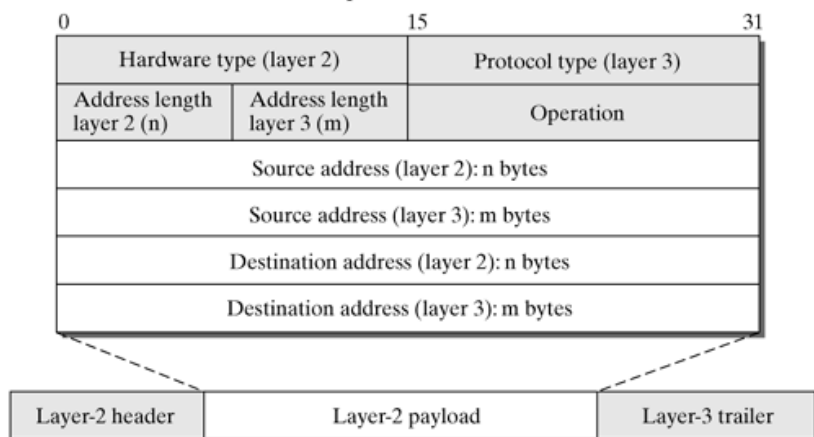 0 15 31
Hardware type (layer 2) Protocol type (layer 3)
Address length
layer 2 (n)
Address length
layer 3 (m)
Operation
Source address (layer 2): n bytes
Source address (layer 3): m bytes
Destination address (layer 2): n bytes
Destination address (layer 3): m bytes
Layer-2 header Layer-2 payload Layer-3 trailer